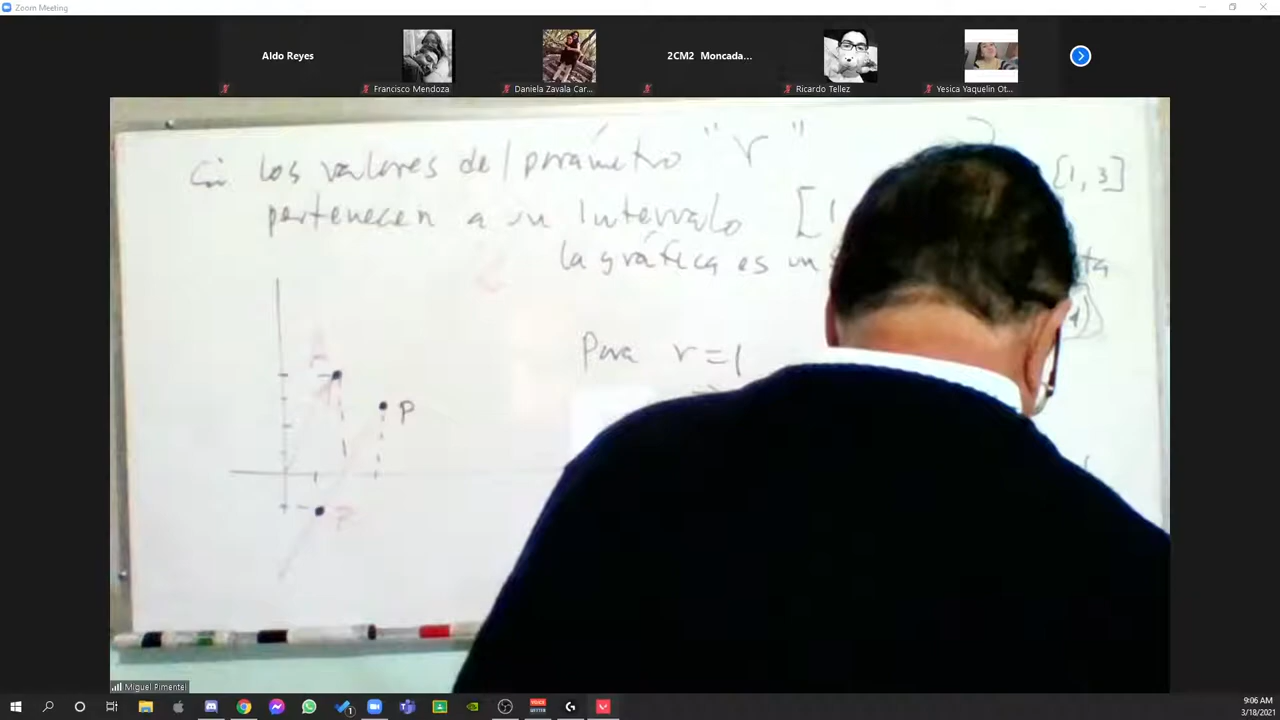 Zoom Meeting
Aldo Reyes
2CM2 Moncada...
Francisco Mendoza
Daniela Zavala Car...
Ricardo Tellez
Yesica Yaquelin Ot...
los valores del parámetro "r"
[1, 3]
pertenecen a un intervalo [1
la gráfica es un
Para r=1
P
Miguel Pimentel
1
9:06 AM
3/18/2021